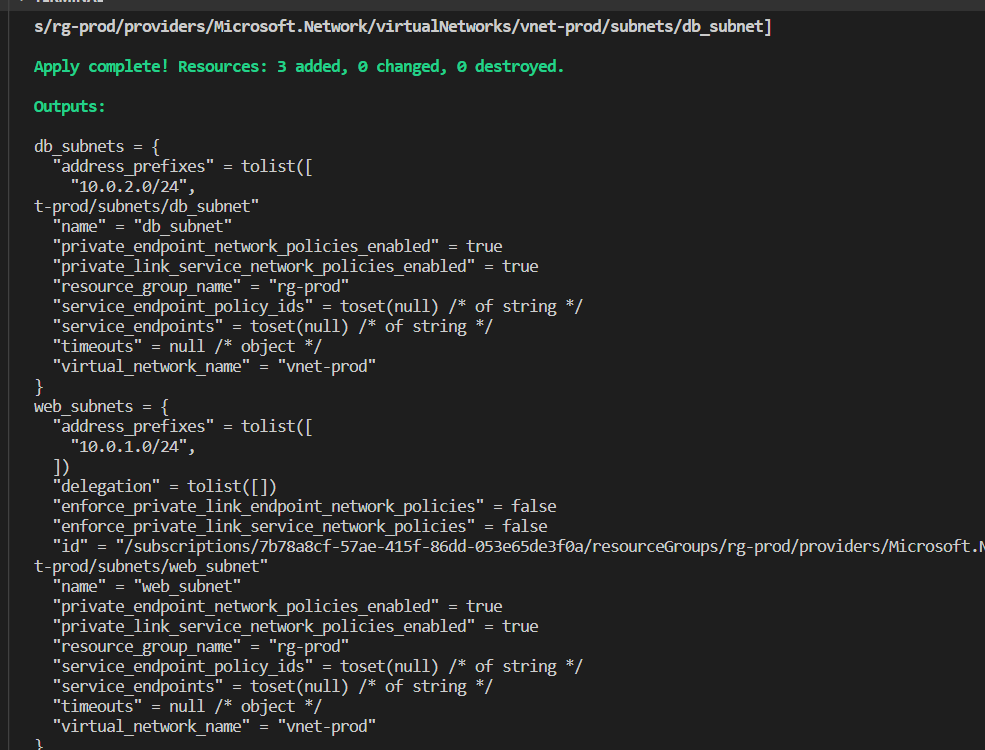 s/rg-prod/providers/Microsoft.Network/virtualNetworks/vnet-prod/subnets/db_subnet]
Apply complete! Resources: 3 added, 0 changed, 0 destroyed.
Outputs:
db_subnets = {
  "address_prefixes" = tolist([
    "10.0.2.0/24",
t-prod/subnets/db_subnet"
  "name" = "db_subnet"
  "private_endpoint_network_policies_enabled" = true
  "private_link_service_network_policies_enabled" = true
  "resource_group_name" = "rg-prod"
  "service_endpoint_policy_ids" = toset(null) /* of string */
  "service_endpoints" = toset(null) /* of string */
  "timeouts" = null /* object */
  "virtual_network_name" = "vnet-prod"
}
web_subnets = {
  "address_prefixes" = tolist([
    "10.0.1.0/24",
  ])
  "delegation" = tolist([])
  "enforce_private_link_endpoint_network_policies" = false
  "enforce_private_link_service_network_policies" = false
  "id" = "/subscriptions/7b78a8cf-57ae-415f-86dd-053e65de3f0a/resourceGroups/rg-prod/providers/Microsoft.N
t-prod/subnets/web_subnet"
  "name" = "web_subnet"
  "private_endpoint_network_policies_enabled" = true
  "private_link_service_network_policies_enabled" = true
  "resource_group_name" = "rg-prod"
  "service_endpoint_policy_ids" = toset(null) /* of string */
  "service_endpoints" = toset(null) /* of string */
  "timeouts" = null /* object */
  "virtual_network_name" = "vnet-prod"
}